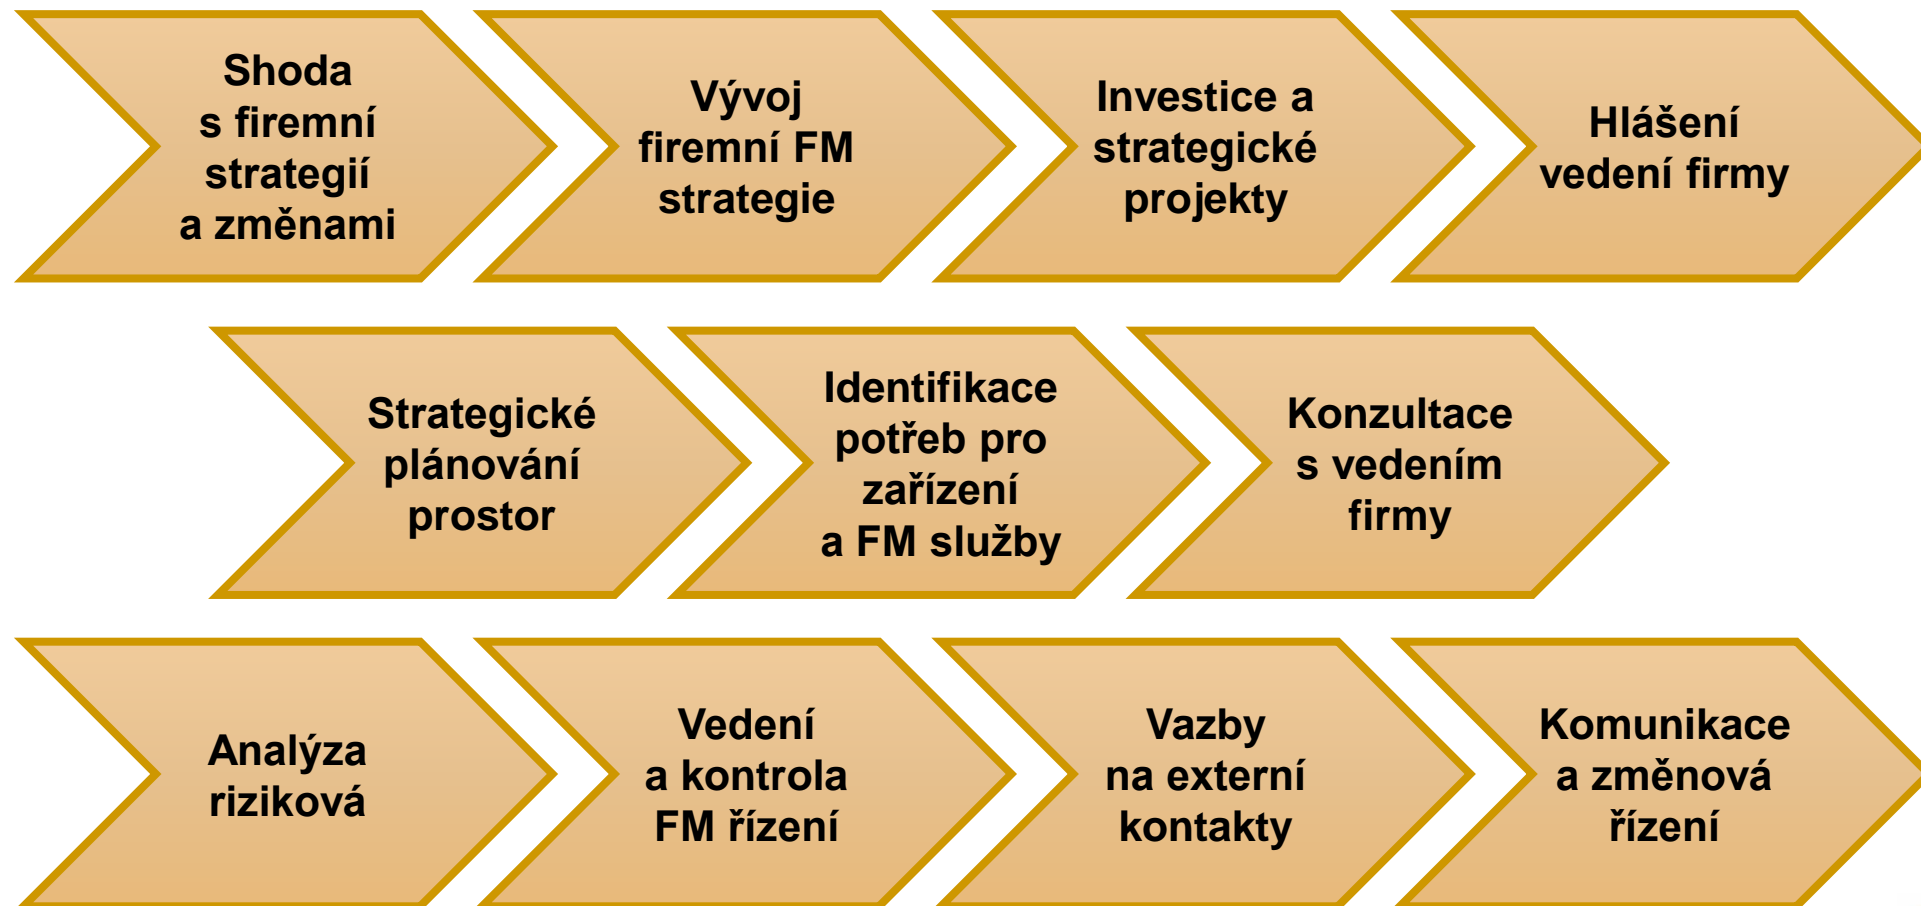 Shoda
s firemní
strategií
a změnami
Vývoj
firemní FM
strategie
Investice a
strategické
projekty
Hlášení
vedení firmy
Strategické
plánování
prostor
Identifikace
potřeb pro
zařízení
a FM služby
Konzultace
s vedením
firmy
Analýza
riziková
Vedení
a kontrola
FM řízení
Vazby
na externí
kontakty
Komunikace
a změnová
řízení